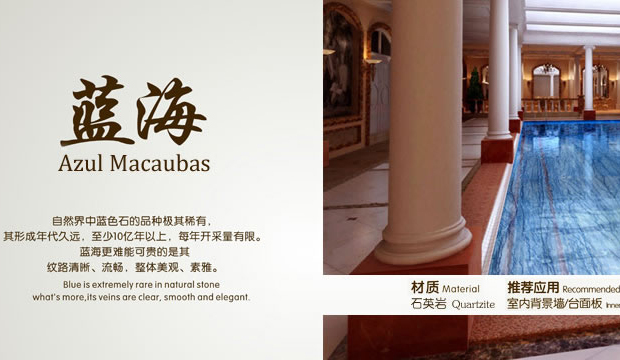 蓝海
Azul Macaubas
自然界中蓝色石的品种极其稀有，
其形成年代久远，至少10亿年以上，每年开采量有限。
蓝海更难能可贵的是其
纹路清晰、流畅，整体美观、素雅。
Blue is extremely rare in natural stone
what's more,its veins are clear, smooth and elegant.
材质 Material
石英岩 Quartzite
推荐应用 Recommended
室内背景墙/台面板 Inner